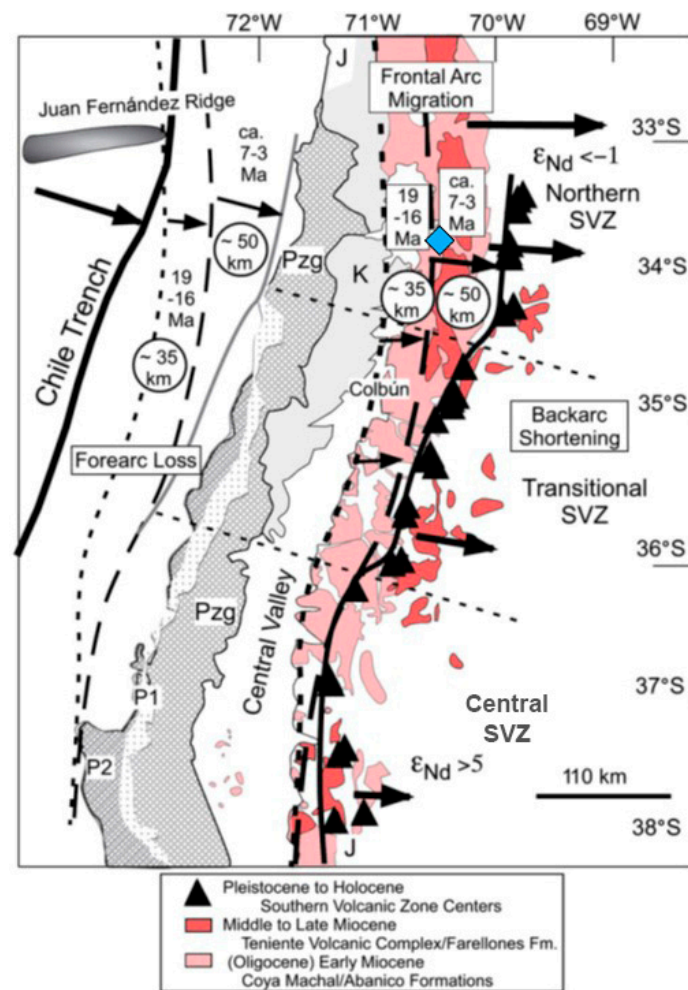 72°W 71°W 70°W 69°W
J
Frontal Arc
Migration
Juan Fernández Ridge
33°S
ca.
7-3
Ma
εNd <-1
Northern
SVZ
19
-16
Ma
ca.
7-3
Ma
~ 50
km
Pzg
K
34°S
19
-16
Ma
~ 35
km
~ 50
km
Chile Trench
~ 35
km
Colbún
35°S
Backarc
Shortening
Forearc Loss
Transitional
SVZ
36°S
Pzg
Central Valley
37°S
P1
Central
SVZ
P2
εNd >5
110 km
38°S
J
Pleistocene to Holocene
Southern Volcanic Zone Centers
Middle to Late Miocene
Teniente Volcanic Complex/Farellones Fm.
(Oligocene) Early Miocene
Coya Machal/Abanico Formations